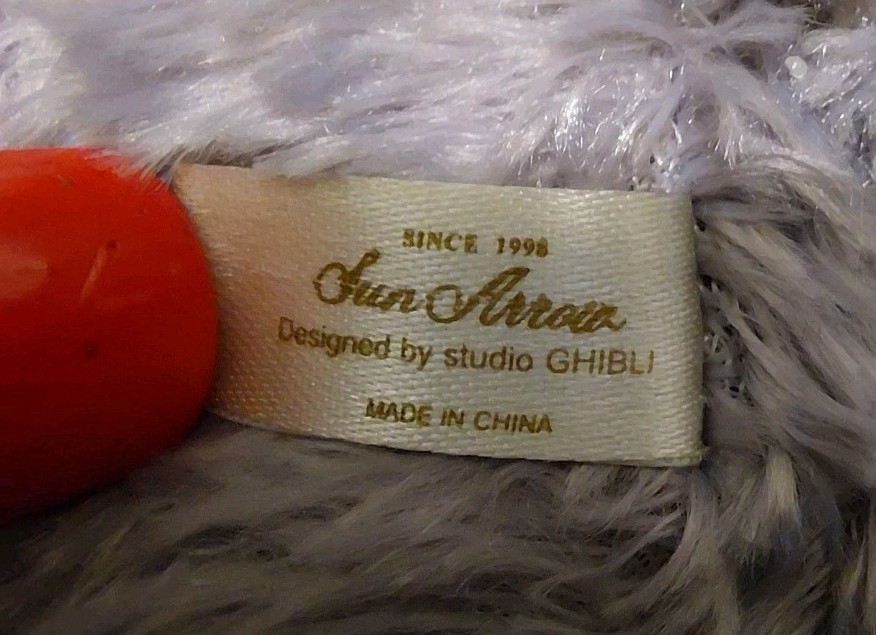 SINCE 1998
Sun Arrow
Designed by studio GHIBLI
MADE IN CHINA